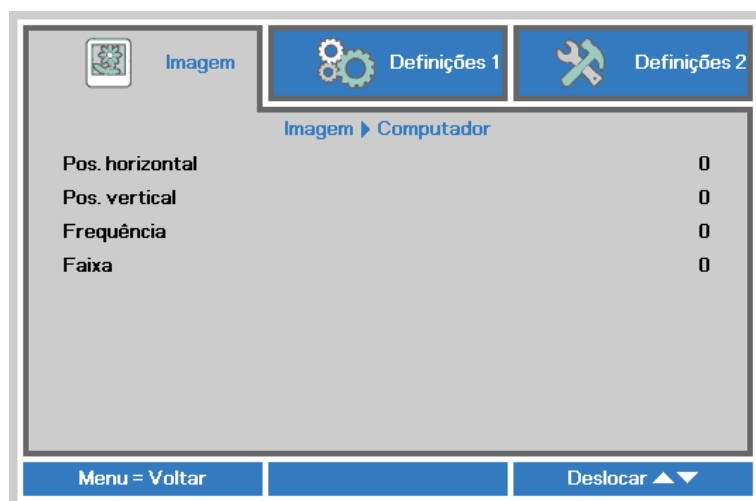 Imagem
Definições 1
Definições 2
Imagem ▶ Computador
Pos. horizontal 0
Pos. vertical 0
Frequência 0
Faixa 0
Menu = Voltar
Deslocar ▲▼